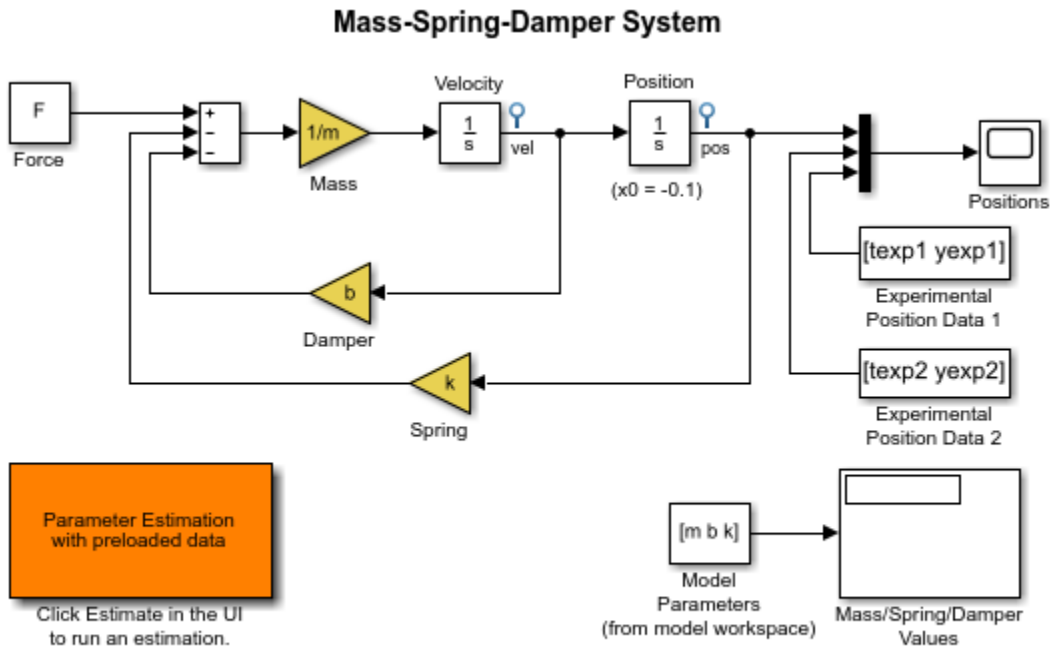 Mass-Spring-Damper System
F
Force
+
−
−
1/m
Mass
Velocity
1
s
vel
Position
1
s
pos
(x0 = -0.1)
Positions
[texp1 yexp1]
Experimental
Position Data 1
[texp2 yexp2]
Experimental
Position Data 2
b
Damper
k
Spring
Parameter Estimation
with preloaded data
Click Estimate in the UI
to run an estimation.
[m b k]
Model
Parameters
(from model workspace)
Mass/Spring/Damper
Values